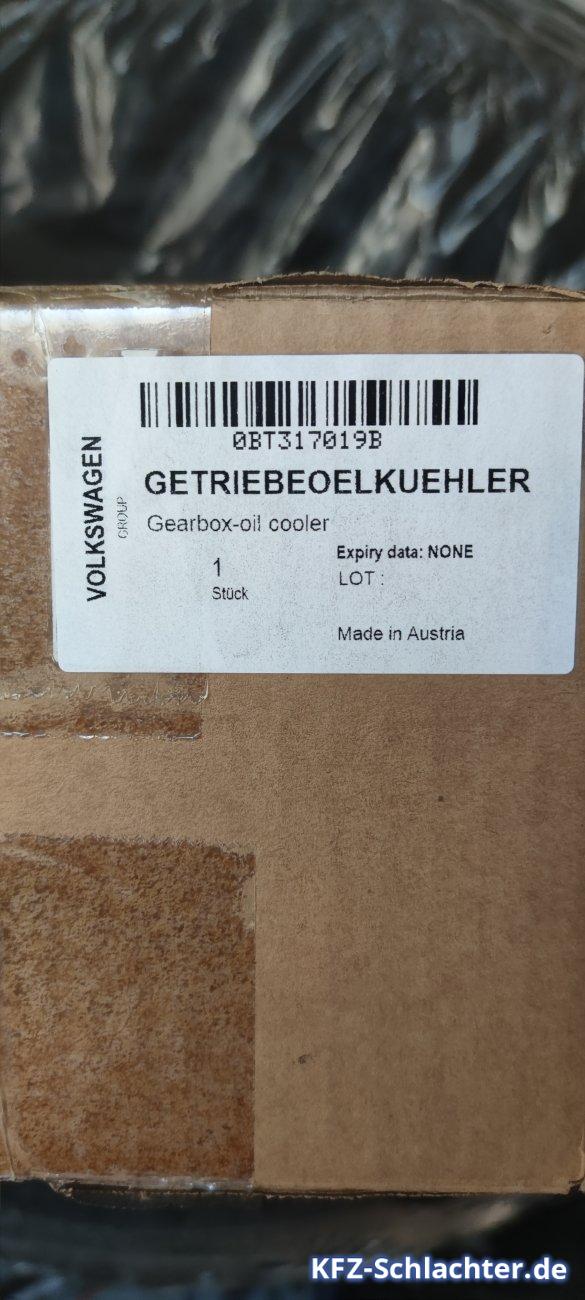 VOLKSWAGEN
GROUP
0BT317019B
GETRIEBEOELKUEHLER
Gearbox-oil cooler
1
Stück
Expiry data: NONE
LOT :
Made in Austria
KFZ-Schlachter.de